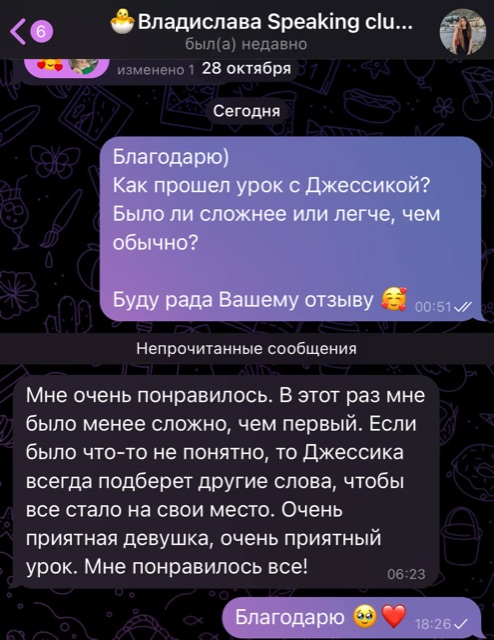 6
🐣Владислава Speaking clu...
был(а) недавно
изменено 1
28 октября
Сегодня
Благодарю)
Как прошел урок с Джессикой?
Было ли сложнее или легче, чем
обычно?
Буду рада Вашему отзыву 🥰 00:51
Непрочитанные сообщения
Мне очень понравилось. В этот раз мне
было менее сложно, чем первый. Если
было что-то не понятно, то Джессика
всегда подберет другие слова, чтобы
все стало на свои место. Очень
приятная девушка, очень приятный
урок. Мне понравилось все!
06:23
Благодарю 🥹❤️ 18:26